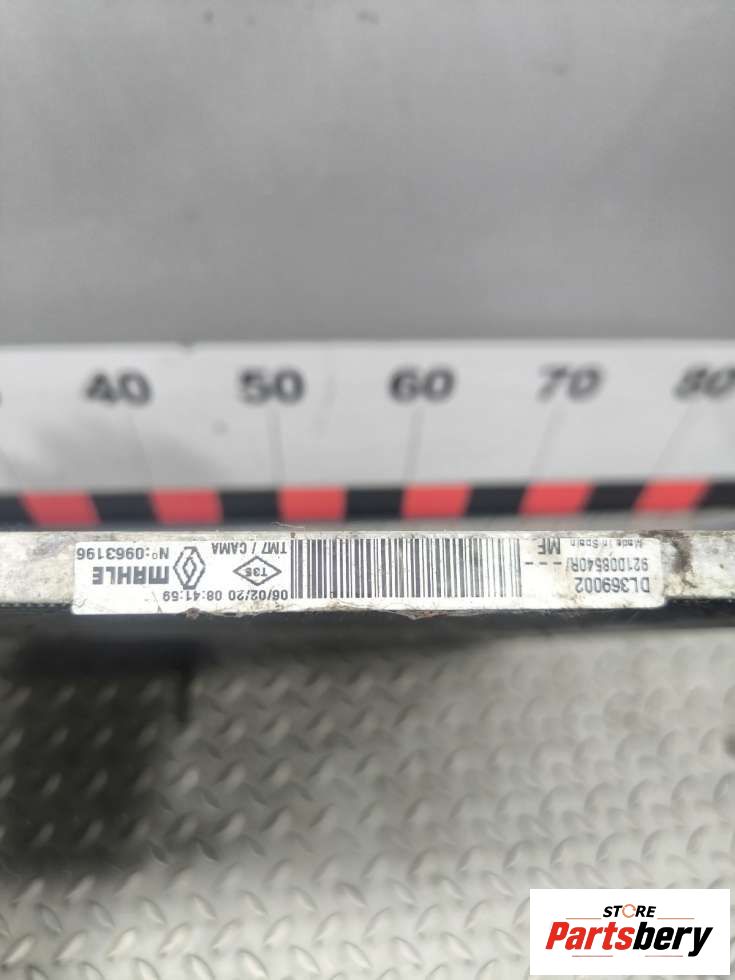 40 50 60 70 80
DL369002
921008540R/
Made in Spain
MF
06/02/20 08:41:59
T3E
TM7 / CAMA
MAHLE
N°:0963196
STORE
Partsbery